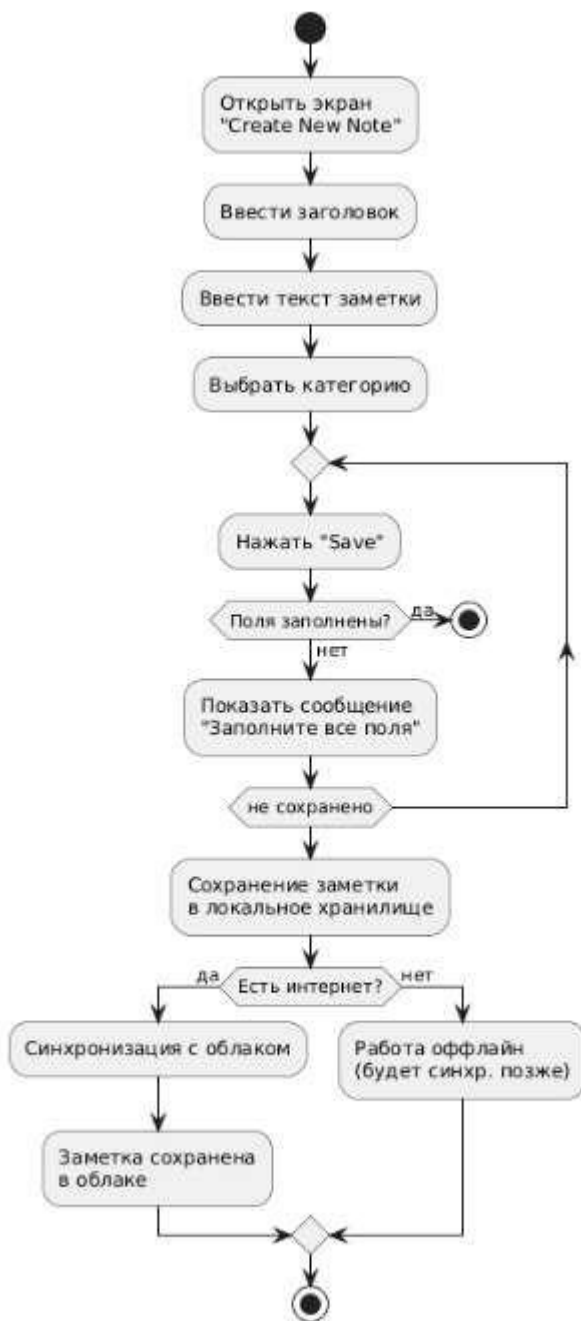 Открыть экран
"Create New Note"
Ввести заголовок
Ввести текст заметки
Выбрать категорию
Нажать "Save"
Поля заполнены?
да
нет
Показать сообщение
"Заполните все поля"
не сохранено
Сохранение заметки
в локальное хранилище
да
Есть интернет?
нет
Синхронизация с облаком
Работа оффлайн
(будет синхр. позже)
Заметка сохранена
в облаке